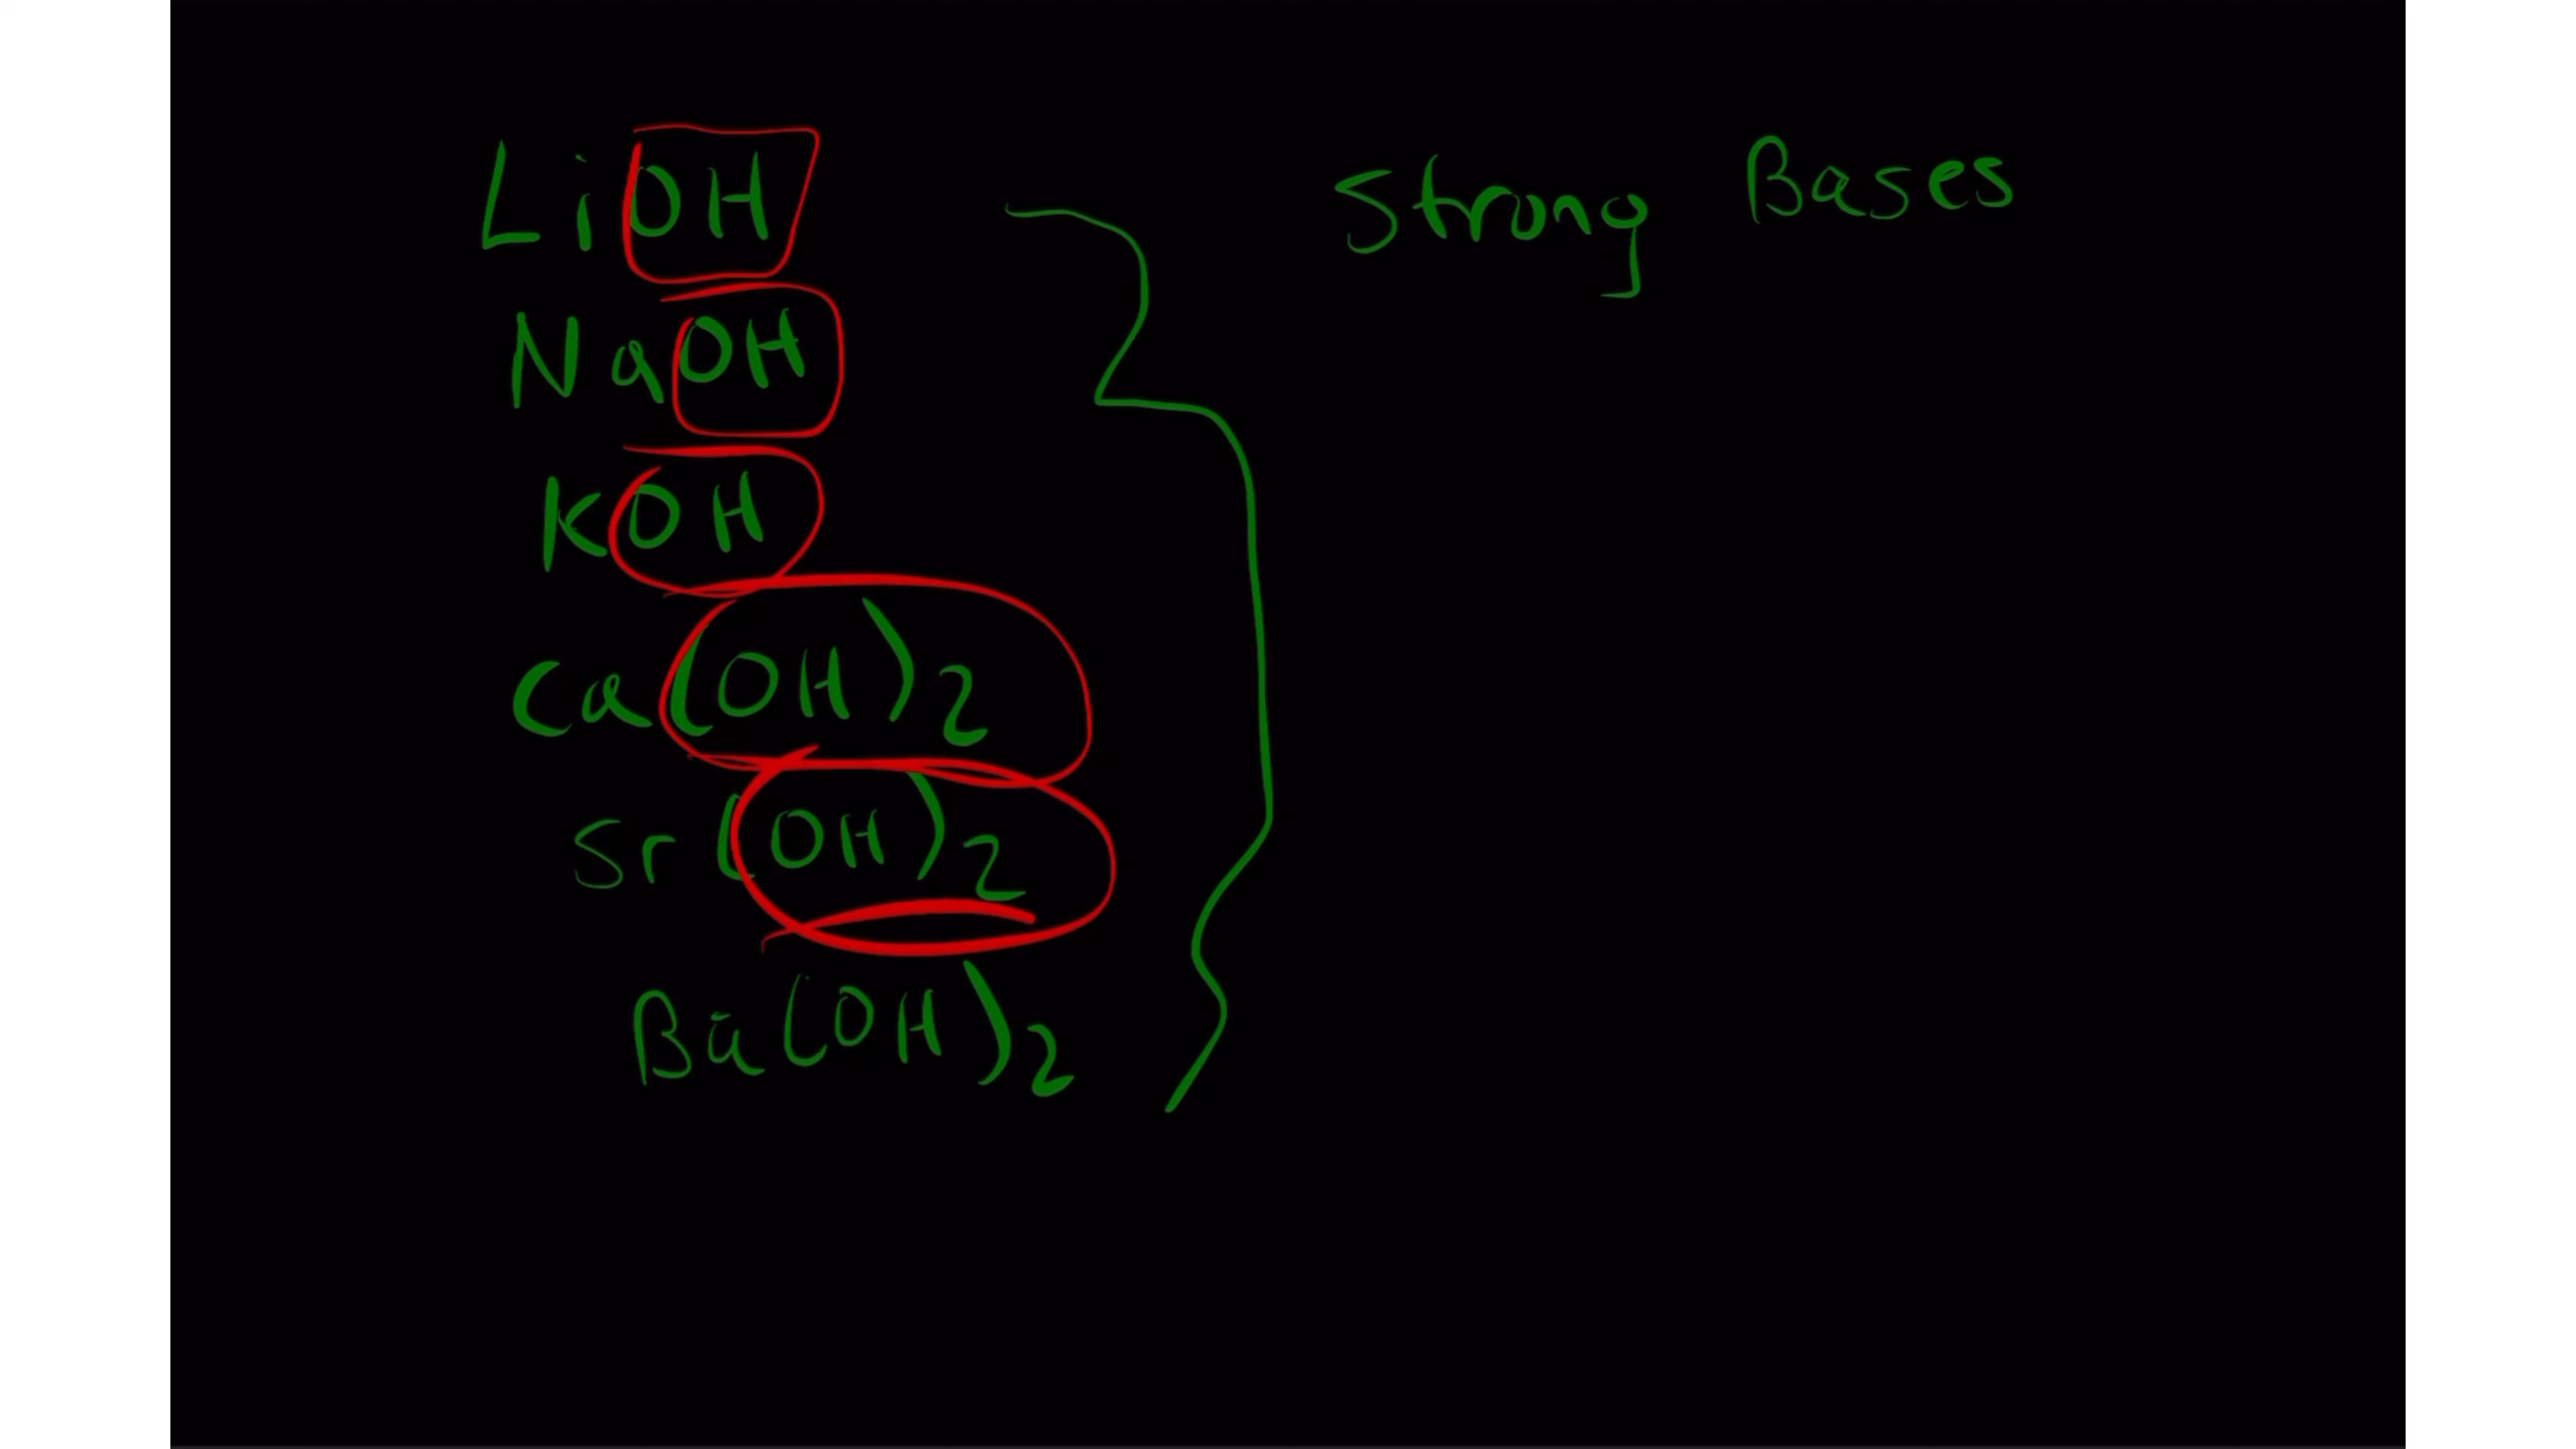 LiOH
Strong Bases
NaOH
KOH
Ca(OH)2
Sr(OH)2
Ba(OH)2